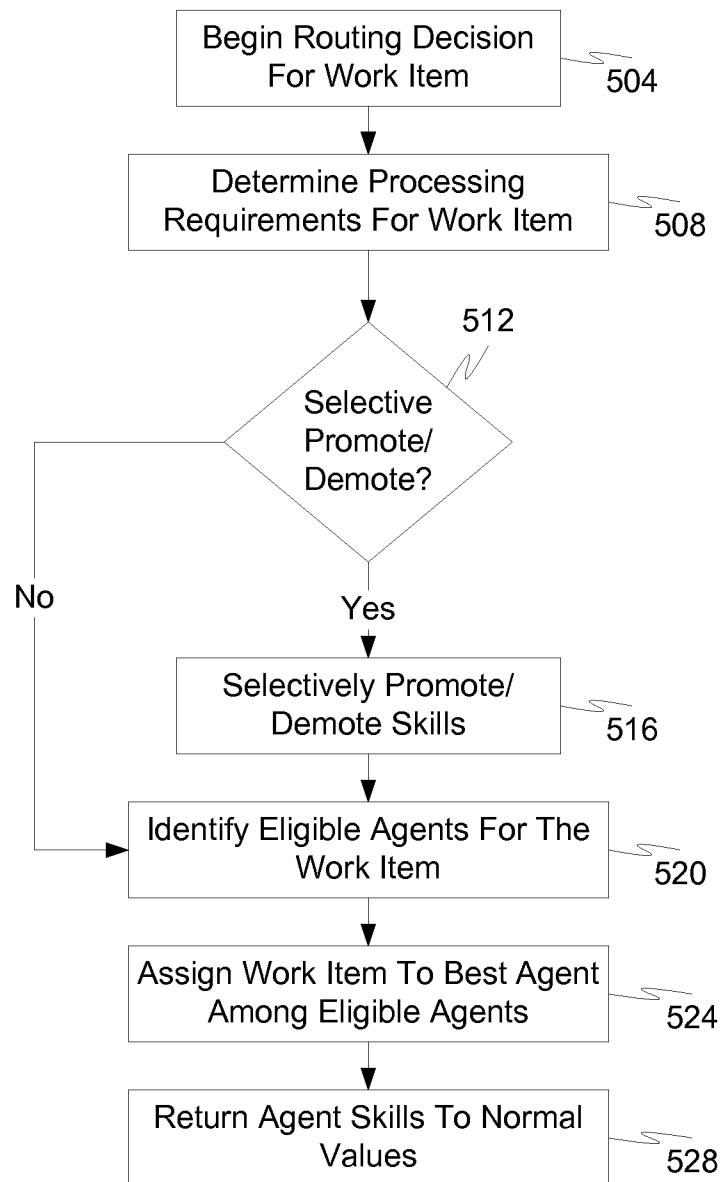 Begin Routing Decision
For Work Item
504
Determine Processing
Requirements For Work Item
508
512
Selective
Promote/
Demote?
No
Yes
Selectively Promote/
Demote Skills
516
Identify Eligible Agents For The
Work Item
520
Assign Work Item To Best Agent
Among Eligible Agents
524
Return Agent Skills To Normal
Values
528